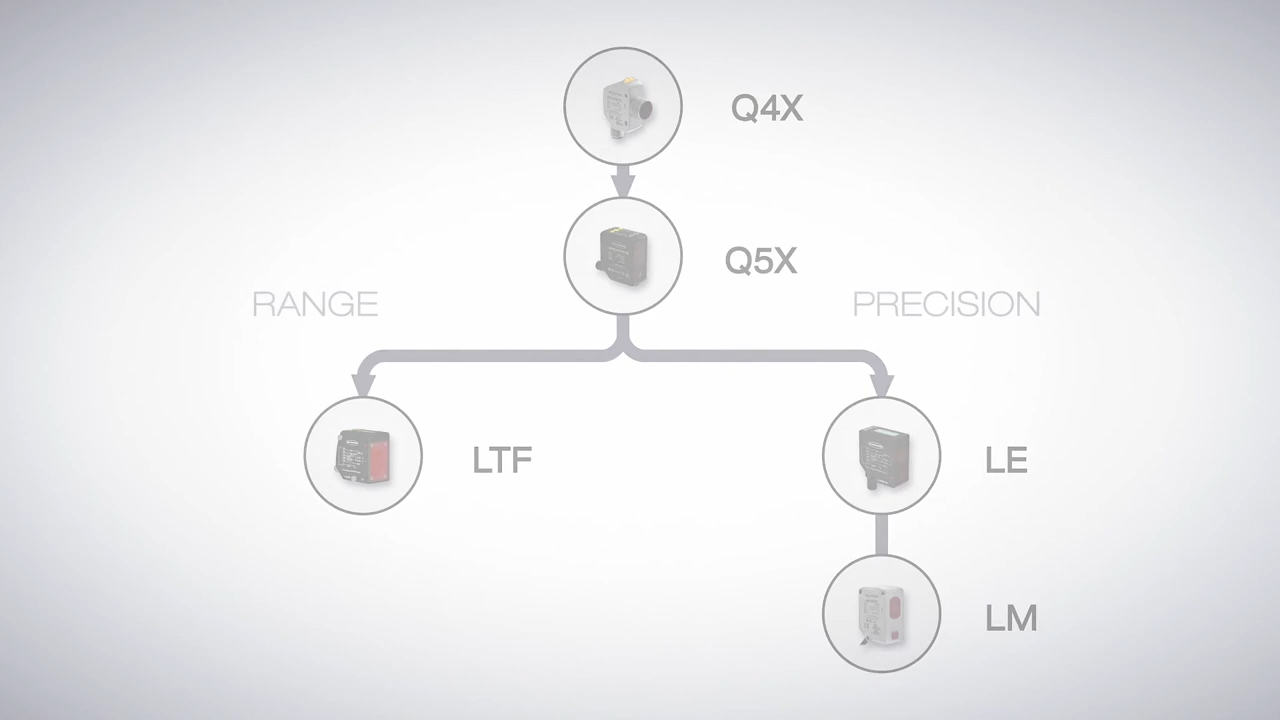 Q4X
Q5X
RANGE
PRECISION
LTF
LE
LM